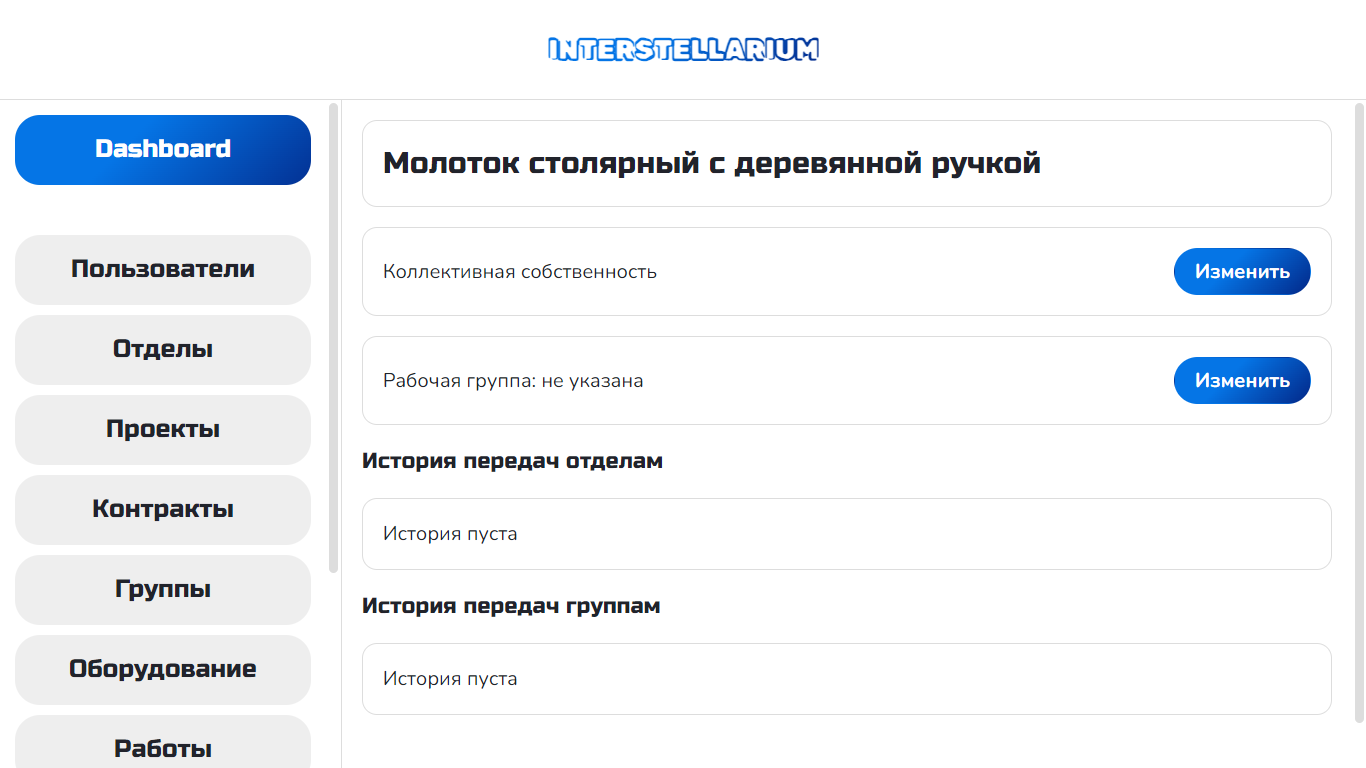 INTERSTELLARIUM
Dashboard
Пользователи
Отделы
Проекты
Контракты
Группы
Оборудование
Работы
Молоток столярный с деревянной ручкой
Коллективная собственность
Изменить
Рабочая группа: не указана
Изменить
История передач отделам
История пуста
История передач группам
История пуста